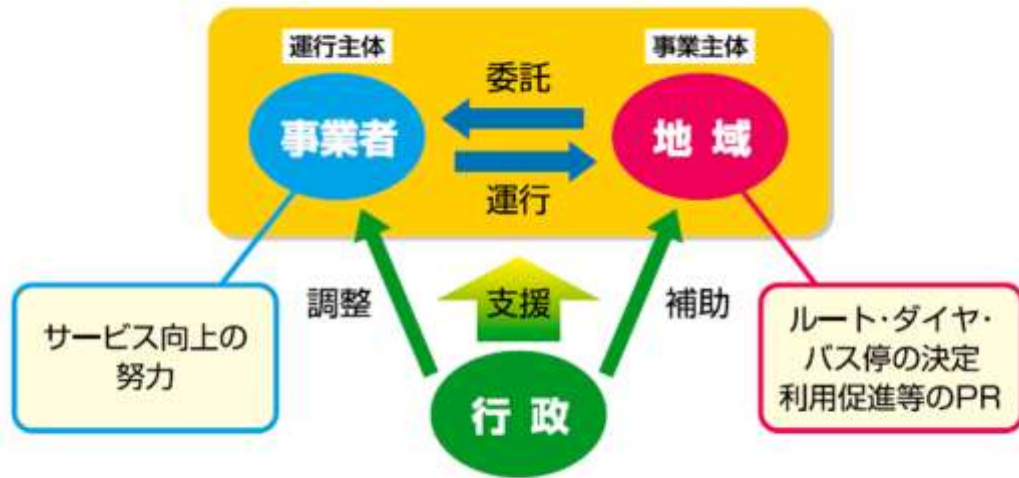 運行主体
事業主体
委託
事業者
地域
運行
調整
支援
補助
サービス向上の
努力
ルート・ダイヤ・
バス停の決定
利用促進等のPR
行政